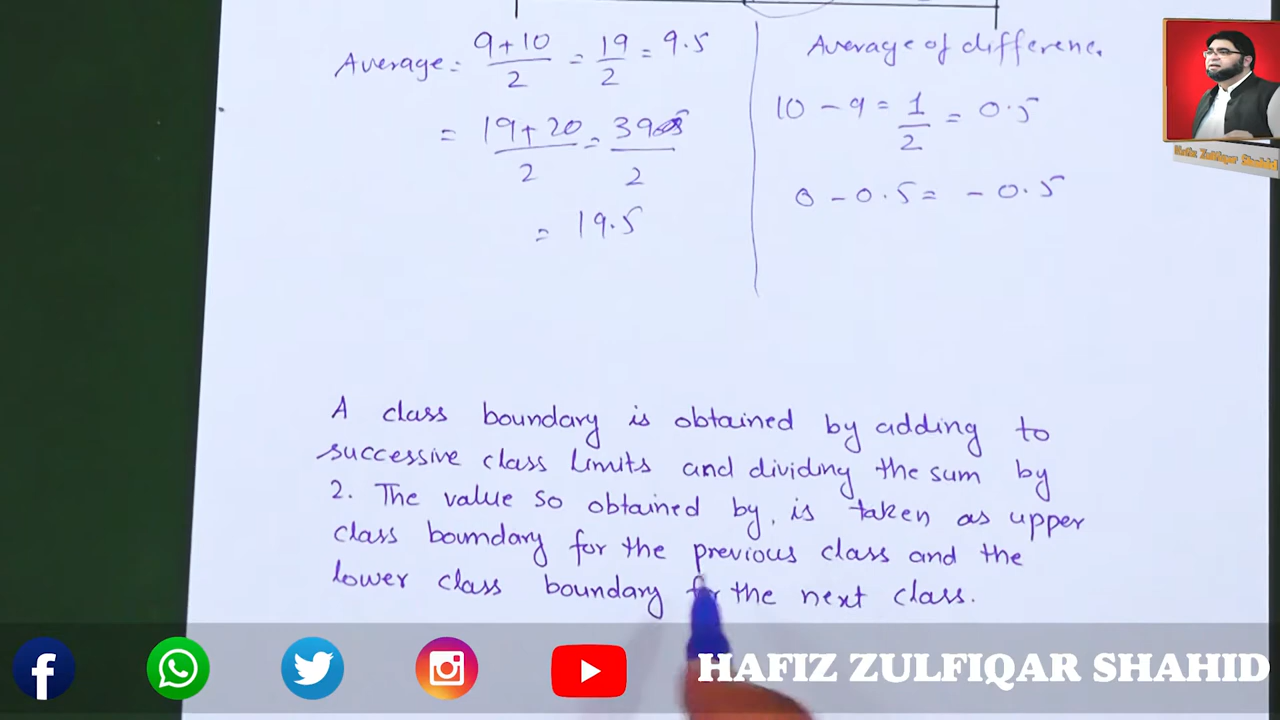 Average = 9+10/2 = 19/2 = 9.5
= 19+20/2 = 39/2
= 19.5
Average of difference.
10 - 9 = 1/2 = 0.5
0 - 0.5 = - 0.5
Hafiz Zulfiqar Shahid
A class boundary is obtained by adding to
successive class limits and dividing the sum by
2. The value so obtained by, is taken as upper
class boundary for the previous class and the
lower class boundary for the next class.
HAFIZ ZULFIQAR SHAHID